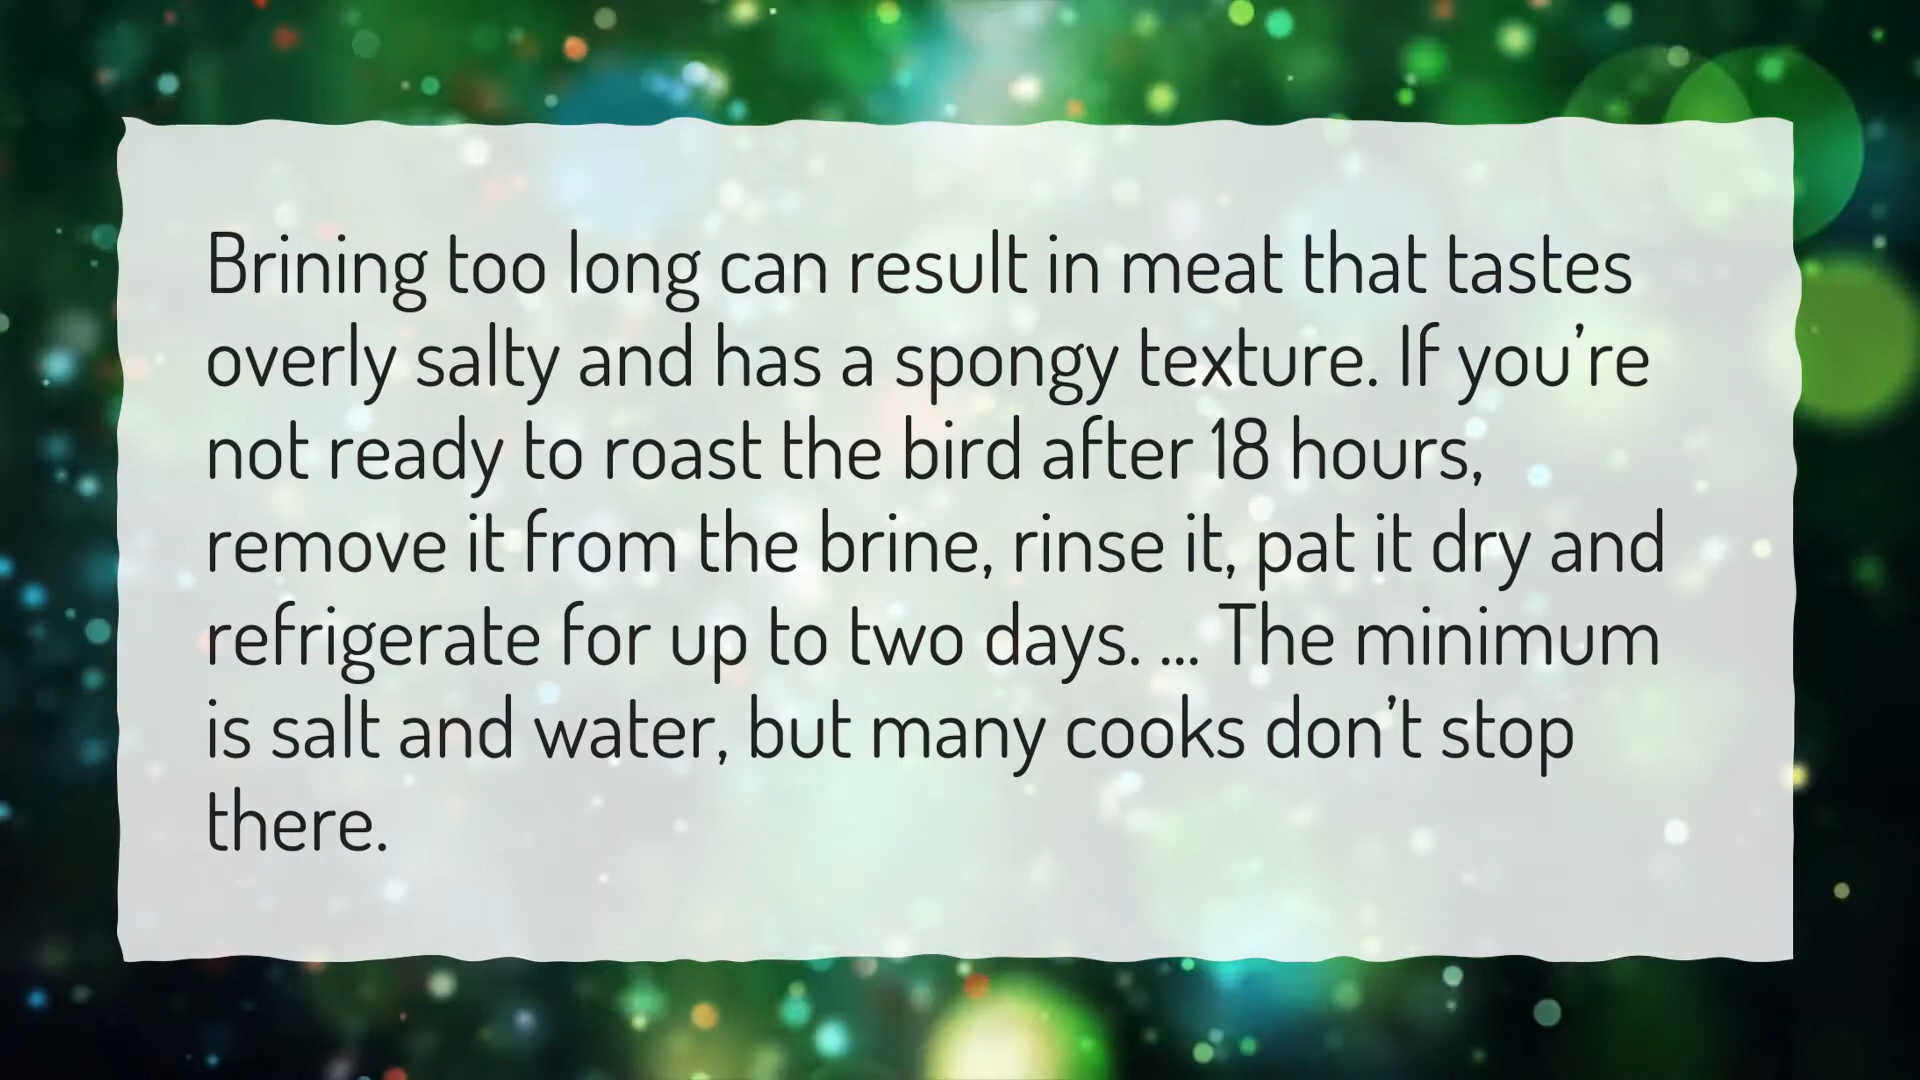 Brining too long can result in meat that tastes
overly salty and has a spongy texture. If you’re
not ready to roast the bird after 18 hours,
remove it from the brine, rinse it, pat it dry and
refrigerate for up to two days. ... The minimum
is salt and water, but many cooks don’t stop
there.